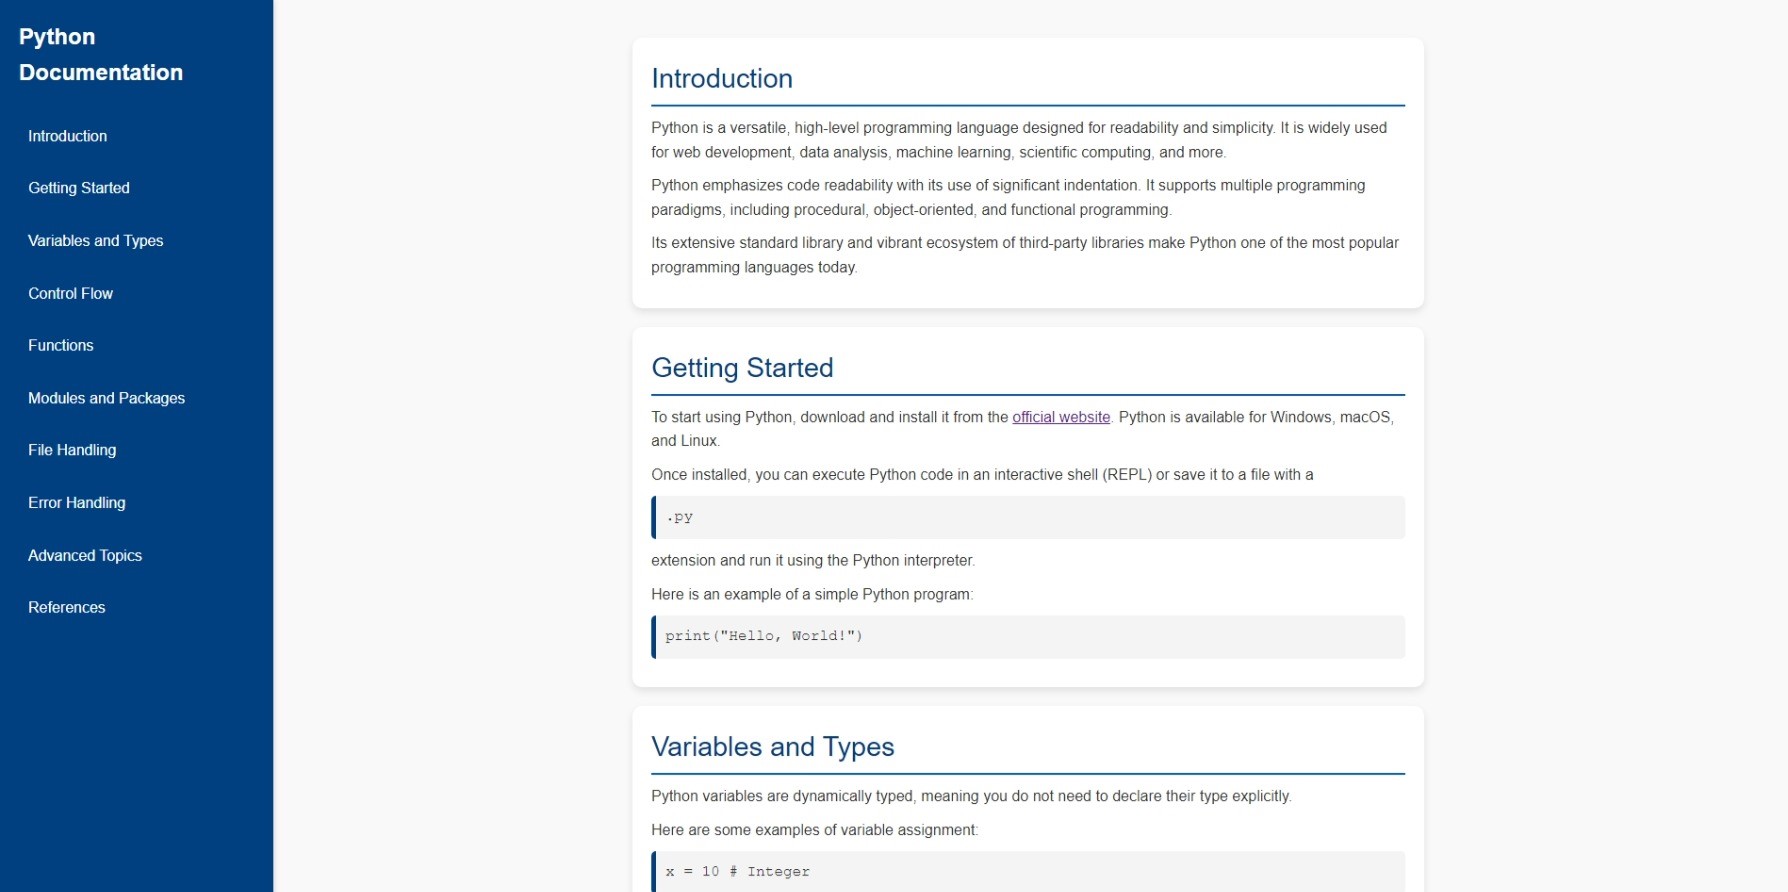 Python
Documentation
Introduction
Getting Started
Variables and Types
Control Flow
Functions
Modules and Packages
File Handling
Error Handling
Advanced Topics
References
Introduction
Python is a versatile, high-level programming language designed for readability and simplicity. It is widely used
for web development, data analysis, machine learning, scientific computing, and more.
Python emphasizes code readability with its use of significant indentation. It supports multiple programming
paradigms, including procedural, object-oriented, and functional programming.
Its extensive standard library and vibrant ecosystem of third-party libraries make Python one of the most popular
programming languages today.
Getting Started
To start using Python, download and install it from the official website. Python is available for Windows, macOS,
and Linux.
Once installed, you can execute Python code in an interactive shell (REPL) or save it to a file with a
.py
extension and run it using the Python interpreter.
Here is an example of a simple Python program:
print("Hello, World!")
Variables and Types
Python variables are dynamically typed, meaning you do not need to declare their type explicitly.
Here are some examples of variable assignment:
x = 10 # Integer